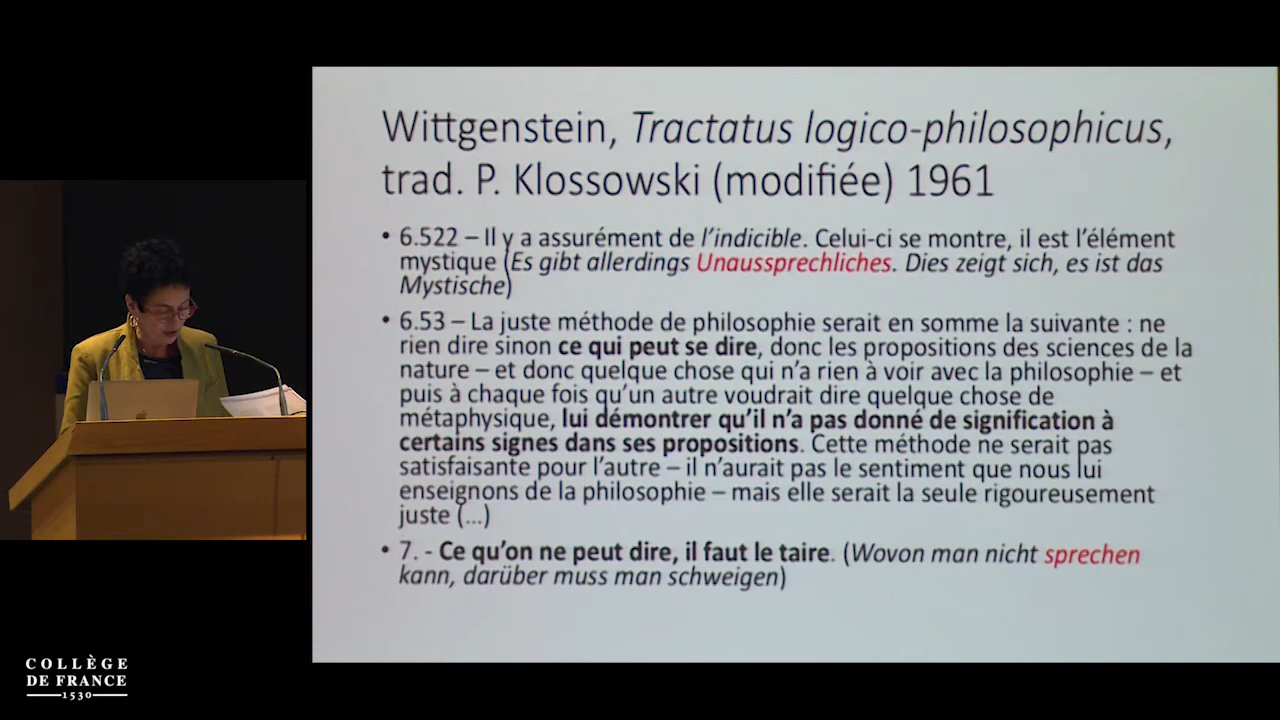 Wittgenstein, Tractatus logico-philosophicus,
trad. P. Klossowski (modifiée) 1961
• 6.522 – Il y a assurément de l’indicible. Celui-ci se montre, il est l’élément
mystique (Es gibt allerdings Unaussprechliches. Dies zeigt sich, es ist das
Mystische)
• 6.53 – La juste méthode de philosophie serait en somme la suivante : ne
rien dire sinon ce qui peut se dire, donc les propositions des sciences de la
nature – et donc quelque chose qui n’a rien à voir avec la philosophie – et
puis à chaque fois qu’un autre voudrait dire quelque chose de
métaphysique, lui démontrer qu’il n’a pas donné de signification à
certains signes dans ses propositions. Cette méthode ne serait pas
satisfaisante pour l’autre – il n’aurait pas le sentiment que nous lui
enseignons de la philosophie – mais elle serait la seule rigoureusement
juste (...)
• 7. - Ce qu’on ne peut dire, il faut le taire. (Wovon man nicht sprechen
kann, darüber muss man schweigen)
COLLÈGE
DE FRANCE
1530